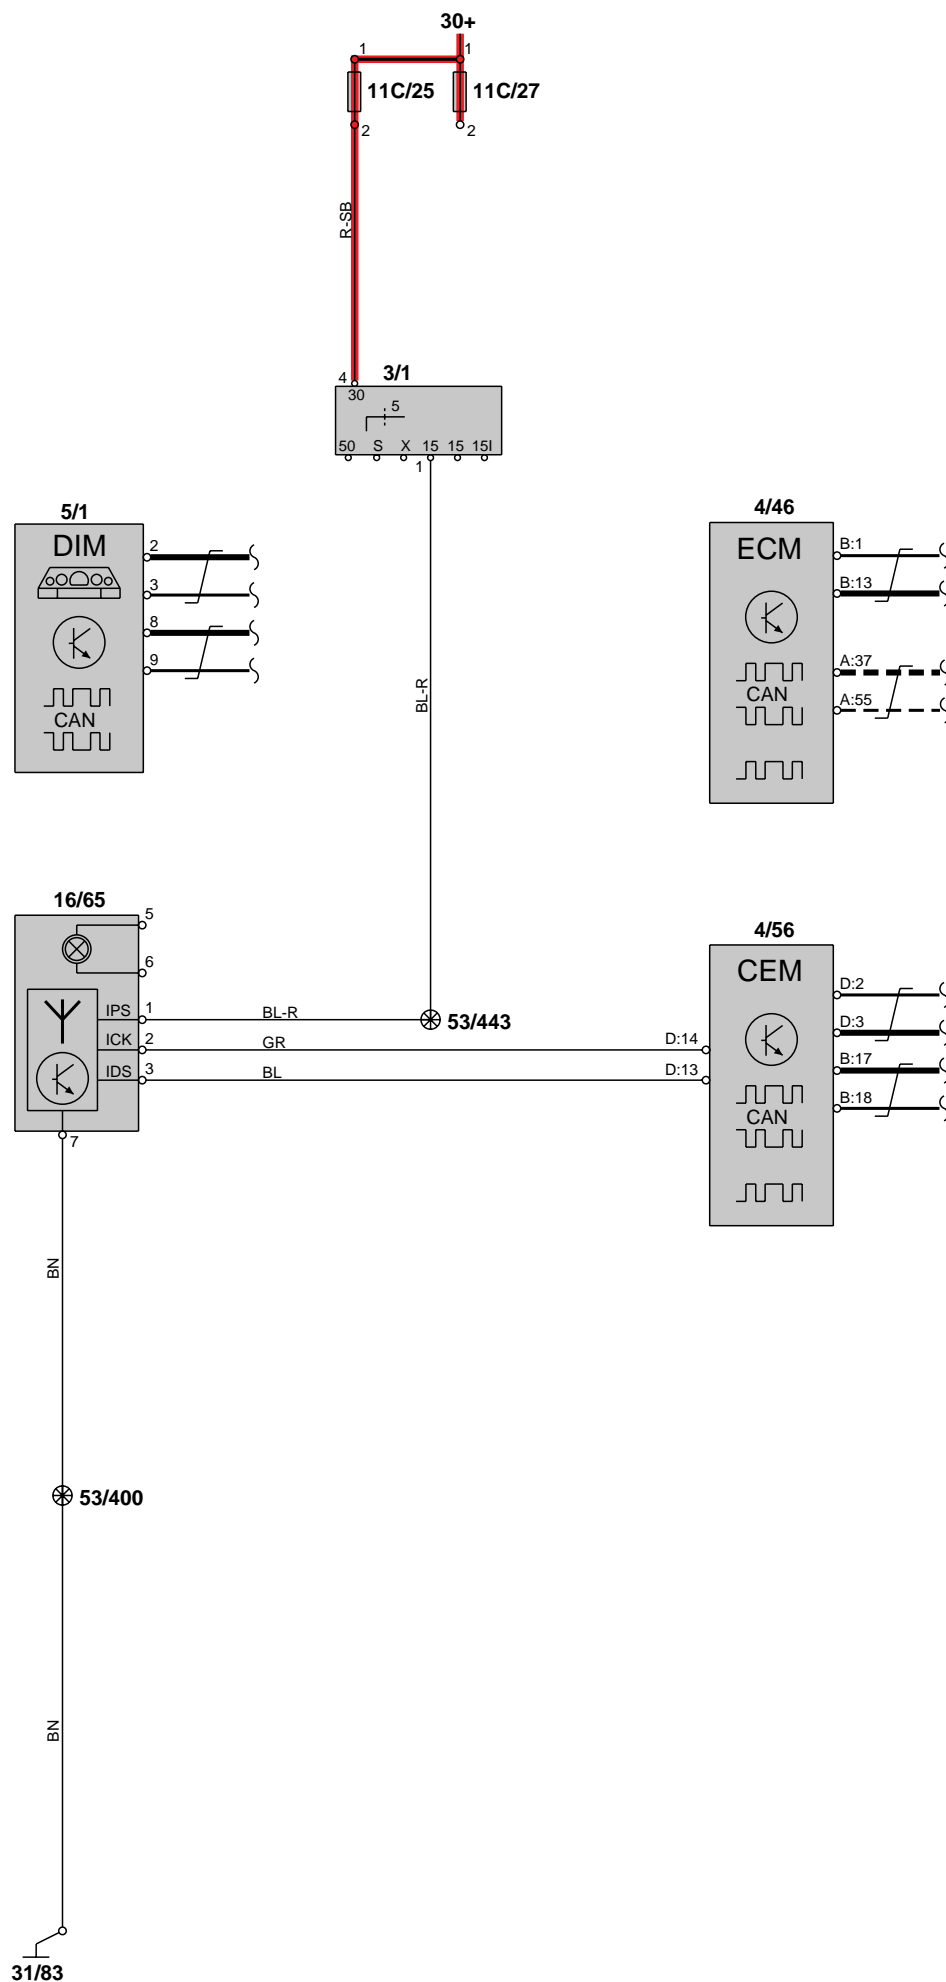 30+
1
1
11C/25
11C/27
2
2
R-SB
4
3/1
30
5
50
S
X
15
15
15I
1
5/1
DIM
2
3
8
9
CAN
4/46
ECM
B:1
B:13
A:37
CAN
A:55
BL-R
16/65
5
6
IPS
1
BL-R
53/443
ICK
2
GR
D:14
IDS
3
BL
D:13
7
4/56
CEM
D:2
D:3
B:17
CAN
B:18
BN
53/400
BN
31/83